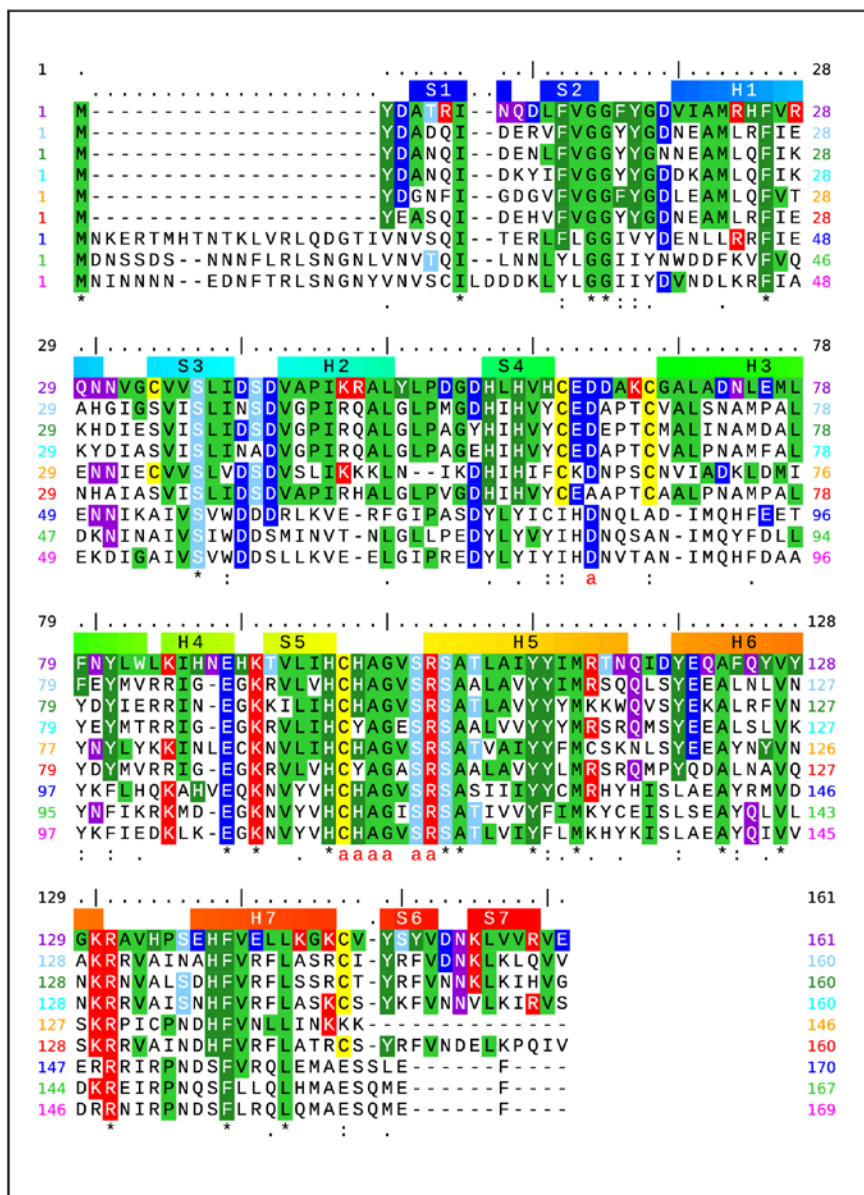 1 . . . . . . . | . . . . | . . 28
S1 S2 H1
1 M--------------------YDATRI--NQDLFVGGFYGDVIAMRHFVR 28
1 M--------------------YDADQI--DERVFVGGYYGDNEAMLRFIE 28
1 M--------------------YDANQI--DENLFVGGYYGNNEAMLQFIK 28
1 M--------------------YDANQI--DKYIFVGGYYGDDKAMLQFIK 28
1 M--------------------YDGNFI--GDGVFVGGFYGDLEAMLQFVT 28
1 M--------------------YEASQI--DEHVFVGGYYGDNEAMLRFIE 28
1 MNKERTMHTNTKLVRLQDGTIVNVSQI--TERLFLGGIVYDENLLRRFIE 48
1 MDNSSDS--NNNFLRLSNGNLVNVTQI--LNNLYLGGIIYNWDDFKVFVQ 46
1 MNINNNN--EDNFTRLSNGNYVNVSCILDDDKLYLGGIIYDVNDLKRFIA 48
* . * : **:: . *
29 .|.........|.........|.........|.........|........ 78
S3 H2 S4 H3
29 QNNVGCVVSLIDSDVAPIKRALYLPDGDHLHVHCEDDAKCGALADNLEML 78
29 AHGIGSVISLINSDVGPIRQALGLPMGDHIHVYCEDAPTCVALSNAMPAL 78
29 KHDIESVISLIDSDVGPIRQALGLPAGYHIHVYCEDEPTCMALINAMDAL 78
29 KYDIASVISLINADVGPIRQALGLPAGEHIHVYCEDAPTCVALPNAMFAL 78
29 ENNIECVVSLVDSDVSLIKKKLN--IKDHIHIFCKDNPSCNVIADKLDMI 76
29 NHAIASVISLIDSDVAPIRHALGLPVGDHIHVYCEAAPTCAALPNAMPAL 78
49 ENNIKAIVSVWDDDRLKVE-RFGIPASDYLYICIHDNQLAD-IMQHFEET 96
47 DKNINAIVSIWDDSMINVT-NLGLLPEDYLYVYIHDNQSAN-IMQYFDLL 94
49 EKDIGAIVSVWDDSLLKVE-ELGIPREDYLYIYIHDNVTAN-IMQHFDAA 96
* : . . :: a : .
79 .|.........|.........|.........|.........|........ 128
H4 S5 H5 H6
79 FNYLWLKIHNEHKTVLIHCHAGVSRSATLAIYYIMRTNQIDYEQAFQYVY 128
79 FEYMVRRIG-EGKRVLVHCHAGVSRSAALAVYYIMRSQQLSYEEALNLVN 127
79 YDYIERRIN-EGKKILIHCHAGVSRSATLAVYYYMKKWQVSYEKALRFVN 127
79 YEYMTRRIG-EGKNVLIHCYAGESRSAALVVYYYMRSRQMSYEEALSLVK 127
77 YNYLYKKINLECKNVLIHCHAGVSRSATVAIYYFMCSKNLSYEEAYNYVN 126
79 YDYMVRRIG-EGKRVLVHCYAGASRSAALAVYYLMRSRQMPYQDALNAVQ 127
97 YKFLHQKAHVEQKNVYVHCHAGVSRSASIIIYYCMRHYHISLAEAYRMVD 146
95 YNFIKRKMD-EGKNVYVHCHAGISRSATIVVYFIMKYCEISLSEAYQLVL 143
97 YKFIEDKLK-EGKNVYVHCHAGVSRSATLVIYFLMKHYKISLAEAYQIVV 145
: : . * * *aaaa aa** *: . : * . *
129 .|.........|.........|.| 161
H7 S6 S7
129 GKRAVHPSEHFVELLKGKCV-YSYVDNKLVVRVE 161
128 AKRRVAINAHFVRFLASRCI-YRFVDNKLKLQVV 160
128 NKRRVALSDHFVRFLSSRCT-YRFVNNKLKIHVG 160
128 NKRRVAISNHFVRFLASKCS-YKFVNNVLKIRVS 160
127 SKRPICPNDHFVNLLINKKK-------------- 146
128 SKRRVAINDHFVRFLATRCS-YRFVNDELKPQIV 160
147 ERRRIRPNDSFVRQLEMAESSLE------F---- 170
144 DKREIRPNQSFLLQLHMAESQME------F---- 167
146 DRRNIRPNDSFLRQLQMAESQME------F---- 169
* * . * : .